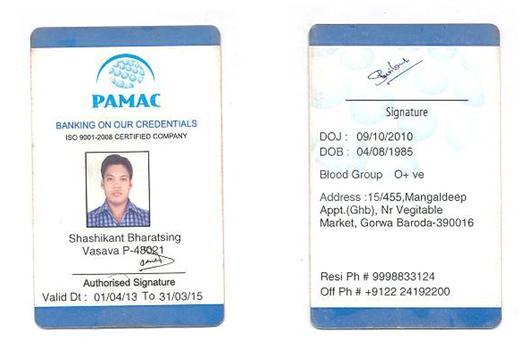 PAMAC
BANKING ON OUR CREDENTIALS
ISO 9001-2008 CERTIFIED COMPANY
Shashikant Bharatsing
Vasava P-48021
Authorised Signature
Valid Dt : 01/04/13 To 31/03/15
Signature
DOJ : 09/10/2010
DOB : 04/08/1985
Blood Group O+ ve
Address :15/455,Mangaldeep
Appt.(Ghb), Nr Vegitable
Market, Gorwa Baroda-390016
Resi Ph # 9998833124
Off Ph # +9122 24192200